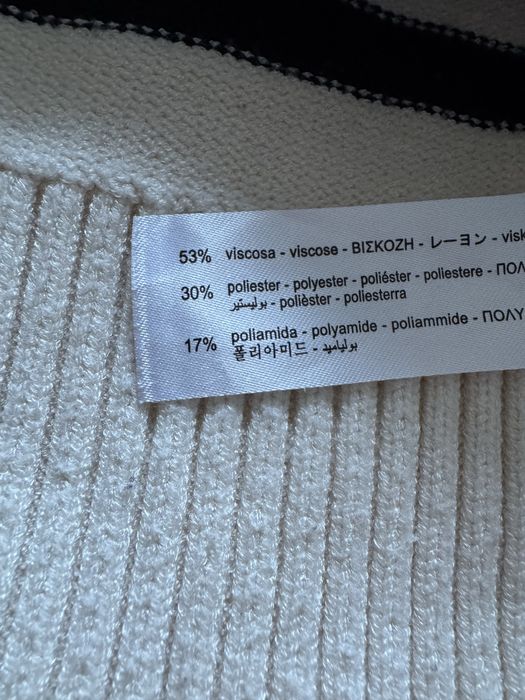 53% viscosa - viscose - ΒΙΣΚΟΖΗ - レーヨン -
30% poliester - polyester - poliéster - poliestere -
بوليستير - polièster - poliesterra
17% poliamida - polyamide - poliammide -
폴리아미드 - بولياميد